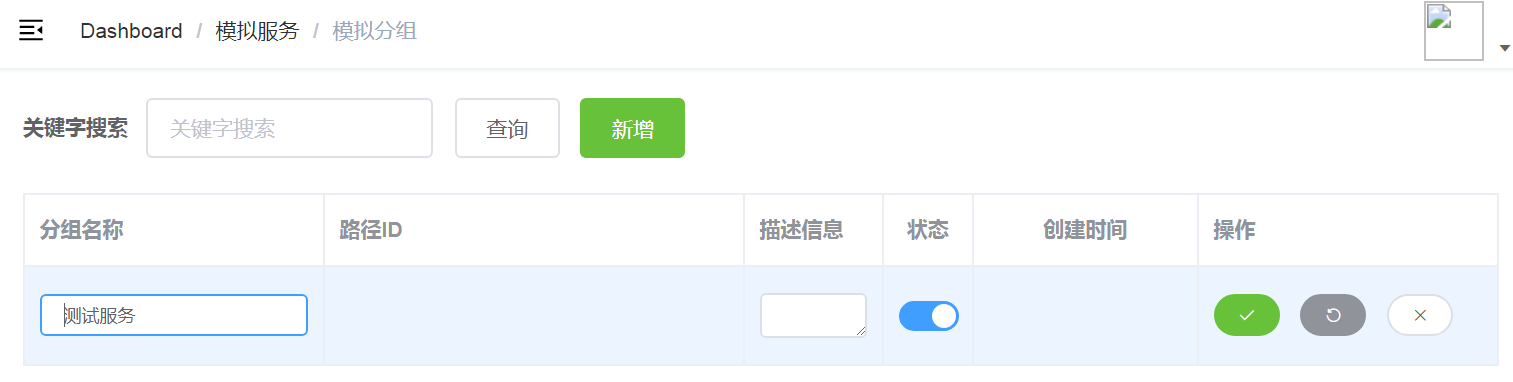 Dashboard / 模拟服务 / 模拟分组
关键字搜索 关键字搜索 查询 新增
分组名称 路径ID 描述信息 状态 创建时间 操作
测试服务